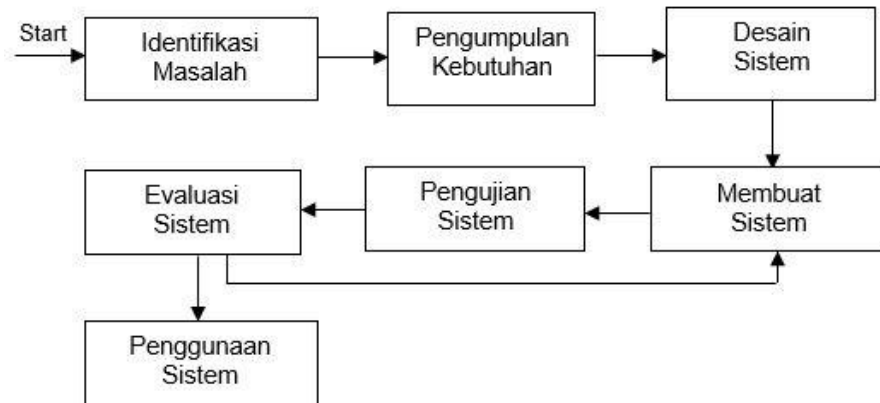 Start
Identifikasi
Masalah
Pengumpulan
Kebutuhan
Desain
Sistem
Membuat
Sistem
Pengujian
Sistem
Evaluasi
Sistem
Penggunaan
Sistem